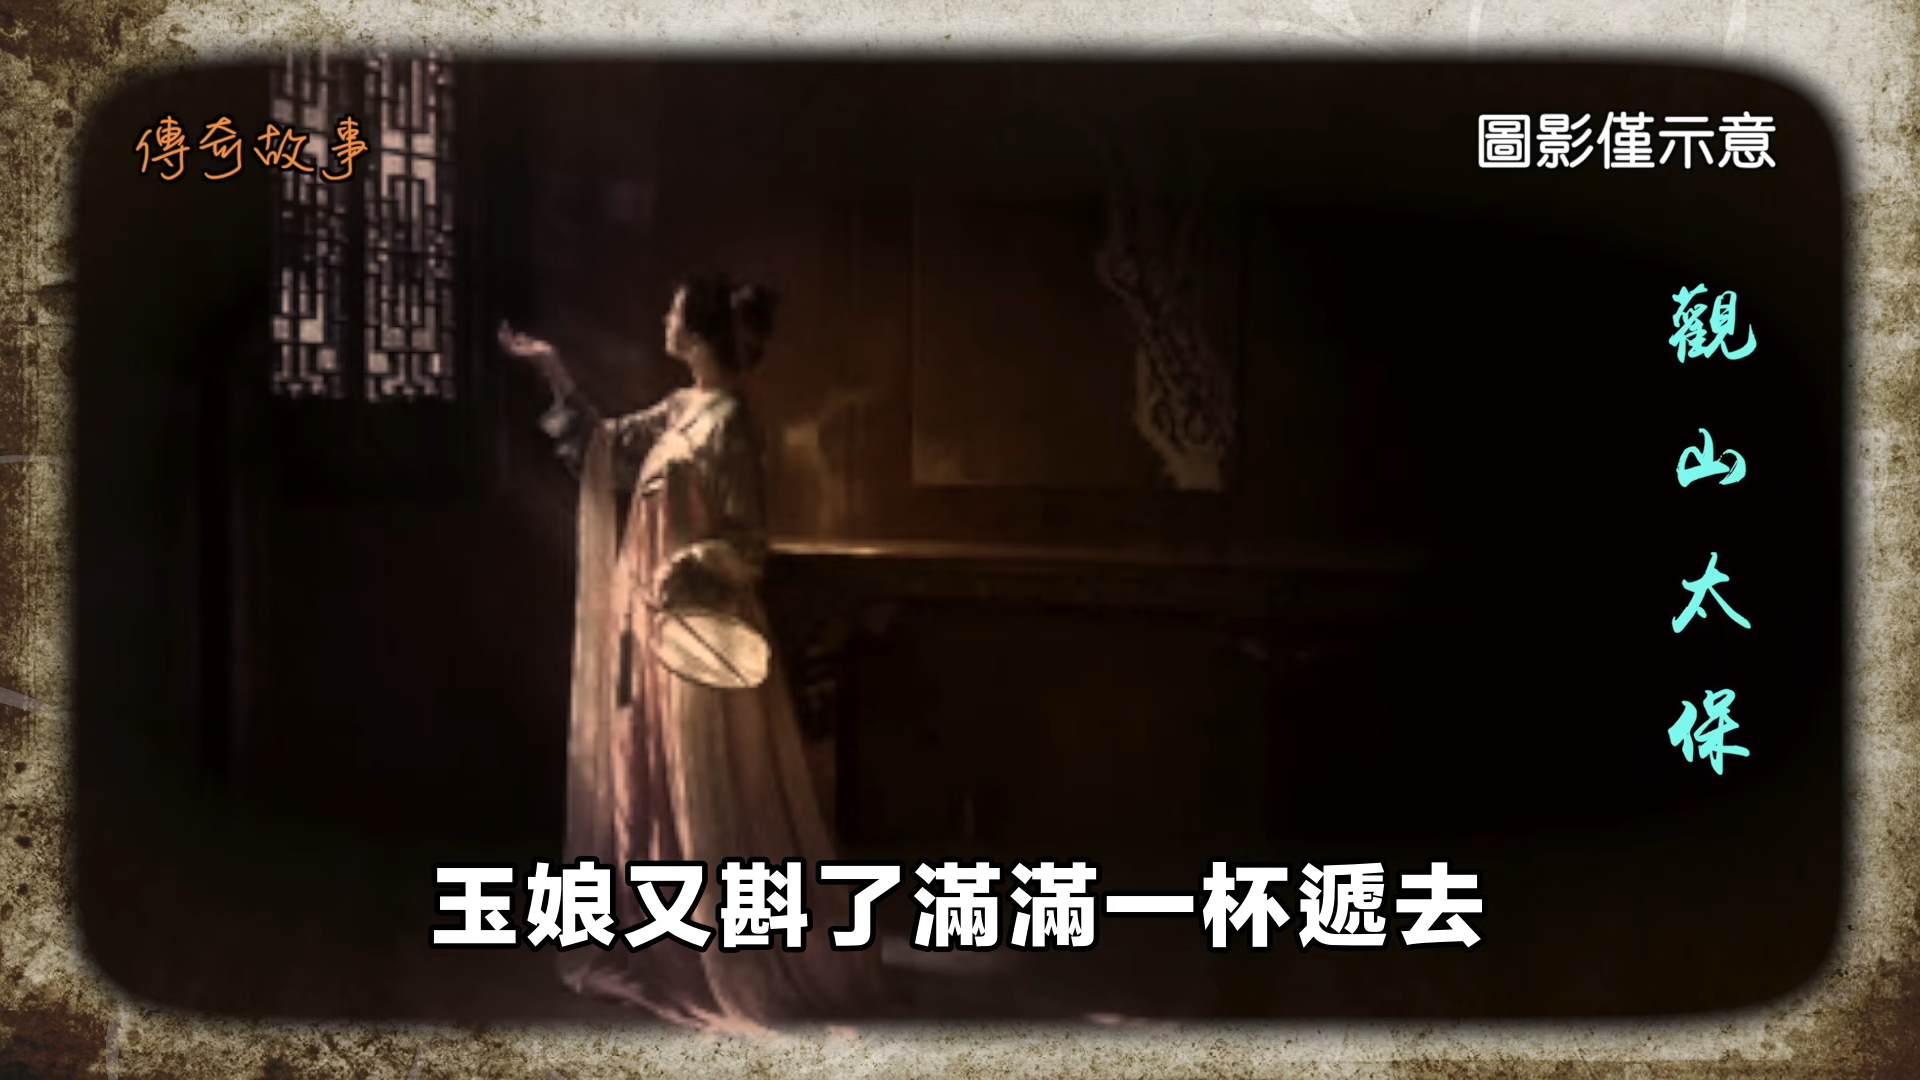 傳奇故事
圖影僅示意
觀山太保
玉娘又斟了滿滿一杯遞去